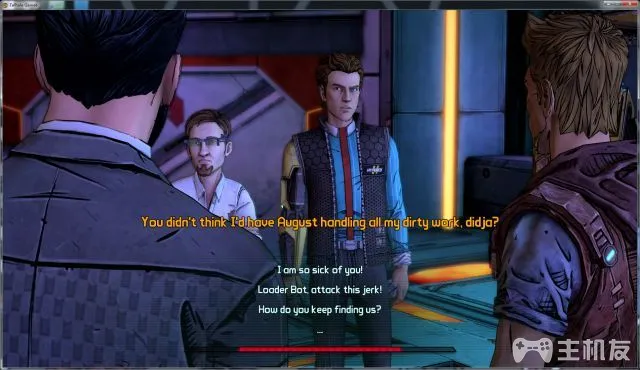 Telltale Games
You didn't think I'd have August handling all my dirty work, didja?
I am so sick of you!
Loader Bot, attack this jerk!
How do you keep finding us?
...
主机友